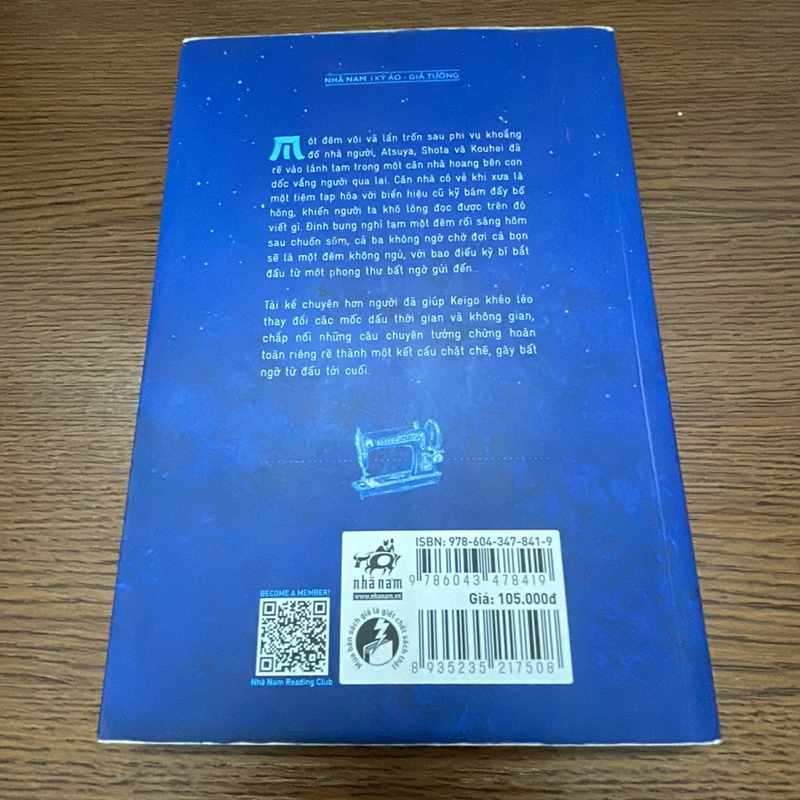 NHÃ NAM | KỲ ẢO - GIẢ TƯỞNG
Một đêm vội vã lẩn trốn sau phi vụ khoắng
đồ nhà người, Atsuya, Shota và Kouhei đã
rẽ vào lánh tạm trong một căn nhà hoang bên con
dốc vắng người qua lại. Căn nhà có vẻ khi xưa là
một tiệm tạp hóa với biển hiệu cũ kỹ bám đầy bồ
hóng, khiến người ta khó lòng đọc được trên đó
viết gì. Định bụng nghỉ tạm một đêm rồi sáng hôm
sau chuồn sớm, cả ba không ngờ chờ đợi cả bọn
sẽ là một đêm không ngủ, với bao điều kỳ bí bắt
đầu từ một phong thư bất ngờ gửi đến...
Tài kể chuyện hơn người đã giúp Keigo khéo léo
thay đổi các mốc dấu thời gian và không gian,
chắp nối những câu chuyện tưởng chừng hoàn
toàn riêng rẽ thành một kết cấu chặt chẽ, gây bất
ngờ từ đầu tới cuối.
ISBN: 978-604-347-841-9
nhã nam
www.nhanam.vn
9 786043 478419
Giá: 105.000đ
BECOME A MEMBER!
Nhã Nam Reading Club
Mua bán sách giả là giết chết sách thật
8 935235 217508